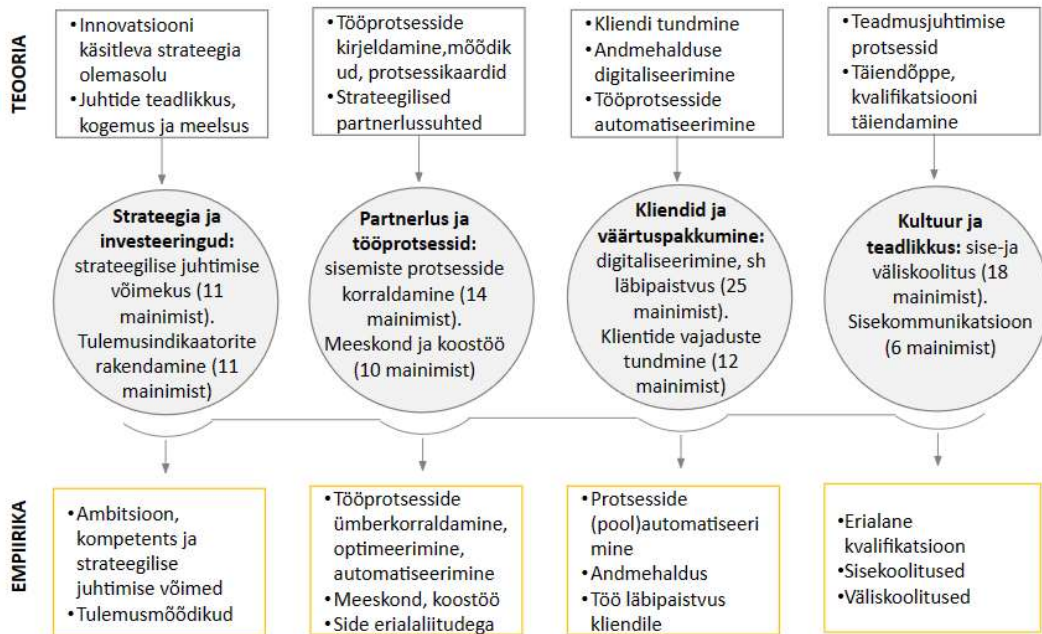 TEOORIA
• Innovatsiooni
käsitleva strateegia
olemasolu
• Juhtide teadlikkus,
kogemus ja meelsus
• Tööprotsesside
kirjeldamine,mõõdik
ud, protsessikaardid
• Strateegilised
partnerlussuhted
• Kliendi tundmine
• Andmehalduse
digitaliseerimine
• Tööprotsesside
automatiseerimine
• Teadmusjuhtimise
protsessid
• Täiendõppe,
kvalifikatsiooni
täiendamine
Strateegia ja
investeeringud:
strateegilise juhtimise
võimekus (11
mainimist).
Tulemusindikaatorite
rakendamine (11
mainimist)
Partnerlus ja
tööprotsessid:
sisemiste protsesside
korraldamine (14
mainimist).
Meeskond ja koostöö
(10 mainimist)
Kliendid ja
väärtuspakkumine:
digitaliseerimine, sh
läbipaistvus (25
mainimist).
Klientide vajaduste
tundmine (12
mainimist)
Kultuur ja
teadlikkus: sise-ja
väliskoolitus (18
mainimist).
Sisekommunikatsioon
(6 mainimist)
EMPIIRIKA
• Ambitsioon,
kompetents ja
strateegilise
juhtimise võimed
• Tulemusmõõdikud
• Tööprotsesside
ümberkorraldamine,
optimeerimine,
automatiseerimine
• Meeskond, koostöö
• Side erialaliitudega
• Protsesside
(pool)automatiseeri
mine
• Andmehaldus
• Töö läbipaistvus
kliendile
• Erialane
kvalifikatsioon
• Sisekoolitused
• Väliskoolitused